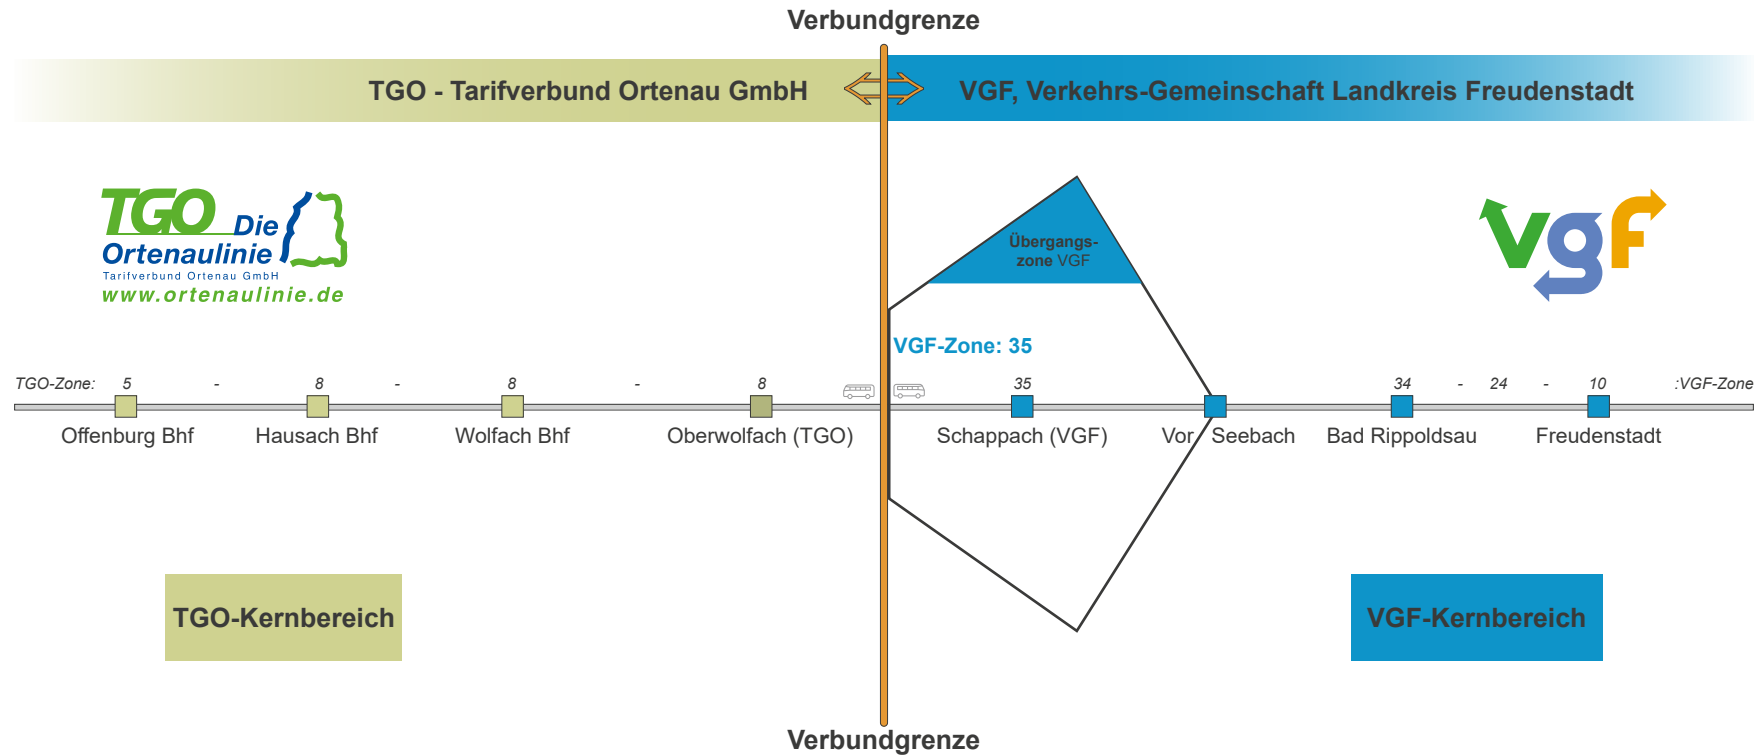 Verbundgrenze
TGO - Tarifverbund Ortenau GmbH
VGF, Verkehrs-Gemeinschaft Landkreis Freudenstadt
TGO Die
Ortenaulinie
Tarifverbund Ortenau GmbH
www.ortenaulinie.de
Übergangs-
zone VGF
vgf
VGF-Zone: 35
TGO-Zone: 5 - 8 - 8 - 8 35 34 - 24 - 10 :VGF-Zone
Offenburg Bhf Hausach Bhf Wolfach Bhf Oberwolfach (TGO) Schappach (VGF) Vor Seebach Bad Rippoldsau Freudenstadt
TGO-Kernbereich
VGF-Kernbereich
Verbundgrenze